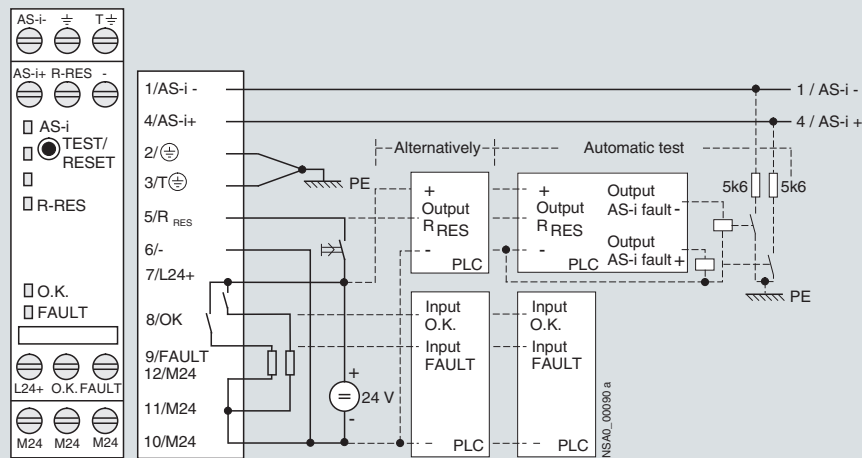 AS-i- ⏚ T⏚
AS-i+ R-RES -
AS-i
TEST/
RESET
R-RES
O.K.
FAULT
L24+ O.K. FAULT
M24 M24 M24
1/AS-i -
4/AS-i+
2/⏚
3/T⏚
5/R RES
6/-
7/L24+
8/OK
9/FAULT
12/M24
11/M24
10/M24
PE
+
=
24 V
-
Alternatively
Automatic test
+
Output
R RES
-
PLC
+
Output
R RES
-
PLC
Output
AS-i fault-
Output
AS-i fault+
Input
O.K.
Input
FAULT
- PLC
Input
O.K.
Input
FAULT
- PLC
1 / AS-i -
4 / AS-i +
5k6 5k6
PE
NSA0_00090 a